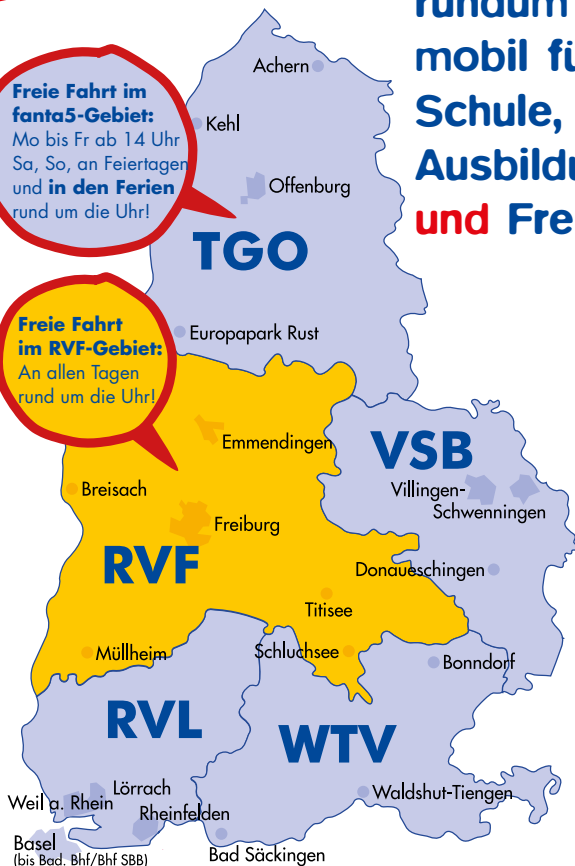 rundum
mobil fü
Schule,
Ausbildu
und Fre
Freie Fahrt im
fanta5-Gebiet:
Mo bis Fr ab 14 Uhr
Sa, So, an Feiertagen
und in den Ferien
rund um die Uhr!
Achern
Kehl
Offenburg
TGO
Europapark Rust
Freie Fahrt
im RVF-Gebiet:
An allen Tagen
rund um die Uhr!
Emmendingen
VSB
Villingen-
Schwenningen
Breisach
Freiburg
RVF
Donaueschingen
Titisee
Müllheim
Schluchsee
Bonndorf
RVL
WTV
Lörrach
Weil a. Rhein
Rheinfelden
Waldshut-Tiengen
Basel
(bis Bad. Bhf/Bhf SBB)
Bad Säckingen